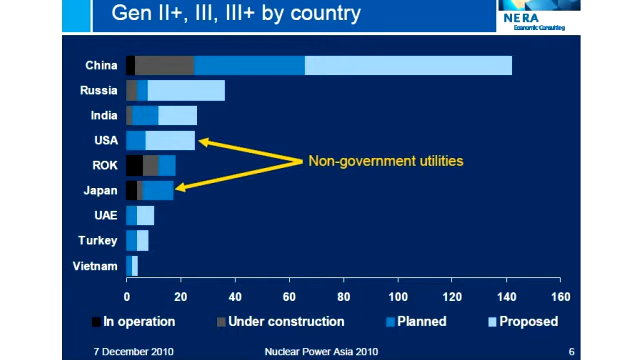 Gen II+, III, III+ by country
NERA
Economic Consulting
China
Russia
India
USA
ROK
Japan
UAE
Turkey
Vietnam
Non-government utilities
0 20 40 60 80 100 120 140 160
In operation Under construction Planned Proposed
7 December 2010 Nuclear Power Asia 2010 6